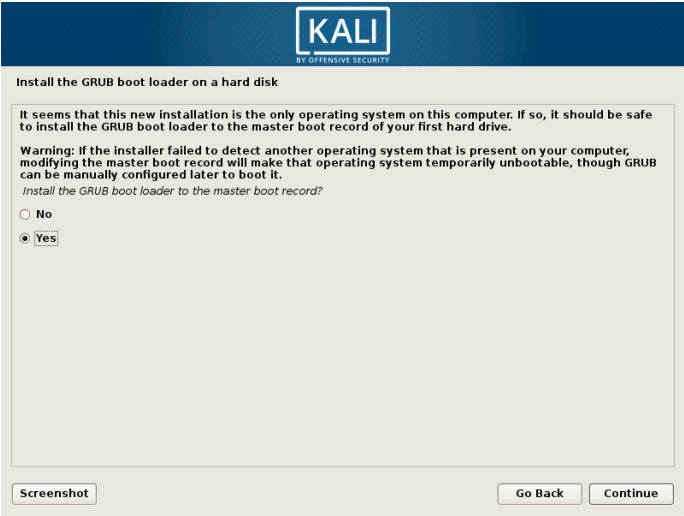 KALI
BY OFFENSIVE SECURITY
Install the GRUB boot loader on a hard disk
It seems that this new installation is the only operating system on this computer. If so, it should be safe
to install the GRUB boot loader to the master boot record of your first hard drive.
Warning: If the installer failed to detect another operating system that is present on your computer,
modifying the master boot record will make that operating system temporarily unbootable, though GRUB
can be manually configured later to boot it.
Install the GRUB boot loader to the master boot record?
No
Yes
Screenshot
Go Back
Continue